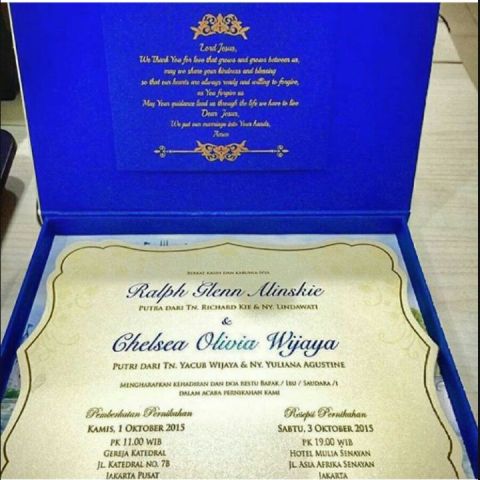 Lord Jesus,
We Thank You for love that grows and grows between us,
may we share your kindness and blessing
so that our hearts are always ready and willing to forgive,
as You forgive us
May Your guidance lead us through the life we have to live
Dear Jesus,
We put our marriage into Your hands,
Amen
BERKAT KASIH DAN KARUNIA-NYA
Ralph Glenn Alinskie
PUTRA DARI TN. RICHARD KIE & NY. LINDAWATI
&
Chelsea Olivia Wijaya
PUTRI DARI TN. YACUB WIJAYA & NY. YULIANA AGUSTINE
MENGHARAPKAN KEHADIRAN DAN DOA RESTU BAPAK / IBU / SAUDARA /I
DALAM ACARA PERNIKAHAN KAMI
Pemberkatan Pernikahan
KAMIS, 1 OKTOBER 2015
PK 11.00 WIB
GEREJA KATEDRAL
JL. KATEDRAL NO. 7B
JAKARTA PUSAT
Resepsi Pernikahan
SABTU, 3 OKTOBER 2015
PK 19.00 WIB
HOTEL MULIA SENAYAN
JL. ASIA AFRIKA SENAYAN
JAKARTA